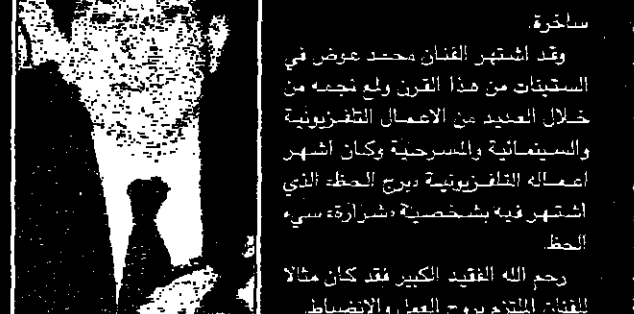 ساخرة.
وقد اشتهر الفنان محمد عوض في
الستينات من هذا القرن ولمع نجمه من
خلال العديد من الاعمال التلفزيونية
والسينمائية والمسرحية وكان اشهر
اعماله التلفزيونية «برج الحظ» الذي
اشتهر فيه بشخصية «شرارة» سيء
الحظ.
رحم الله الفقيد الكبير فقد كان مثالا
للفنان الملتزم بروح العمل والانضباط.